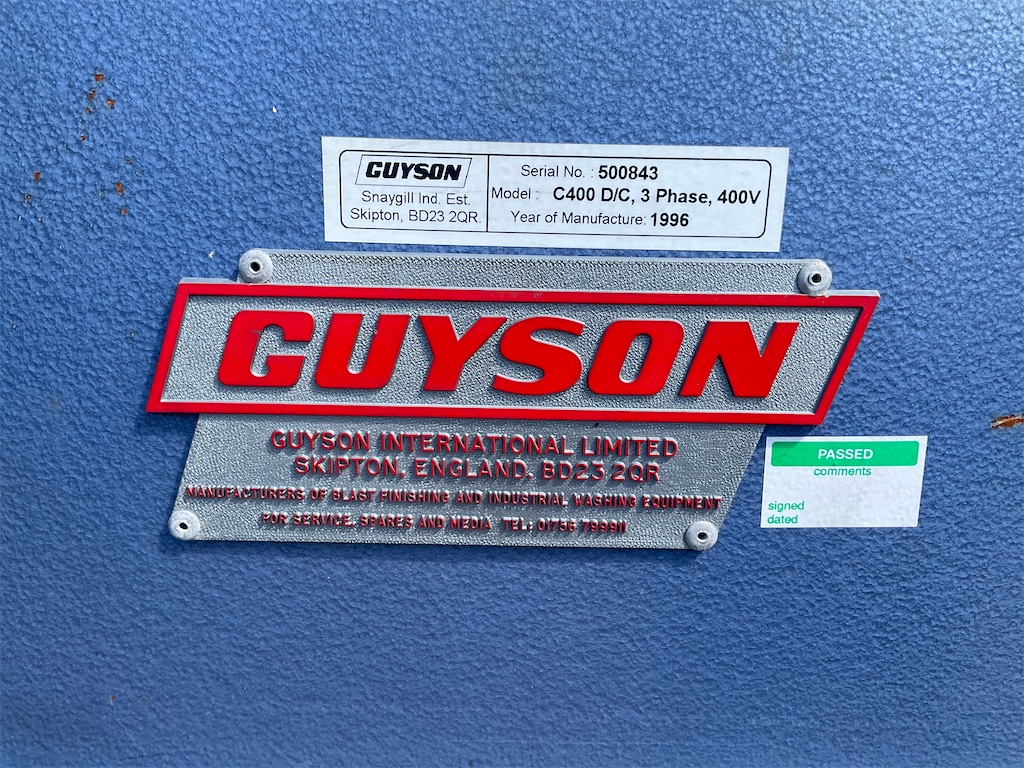 GUYSON
Snaygill Ind. Est.
Skipton, BD23 2QR.
Serial No. : 500843
Model : C400 D/C, 3 Phase, 400V
Year of Manufacture: 1996
GUYSON
GUYSON INTERNATIONAL LIMITED
SKIPTON, ENGLAND, BD23 2QR
MANUFACTURERS OF BLAST FINISHING AND INDUSTRIAL WASHING EQUIPMENT
FOR SERVICE, SPARES AND MEDIA TEL: 01756 799911
PASSED
comments
signed
dated